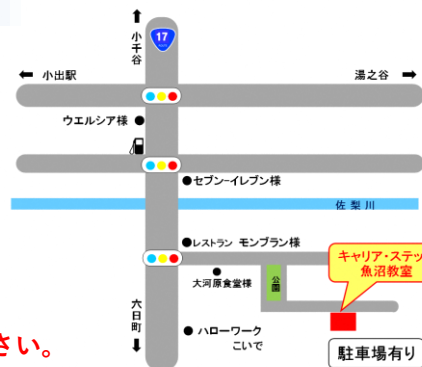 小千谷
17
小出駅
湯之谷
ウエルシア様
セブン-イレブン様
佐梨川
レストラン モンブラン様
キャリア・ステッ
魚沼教室
大河原食堂様
公園
六日町
ハローワーク
こいで
さい。
駐車場有り